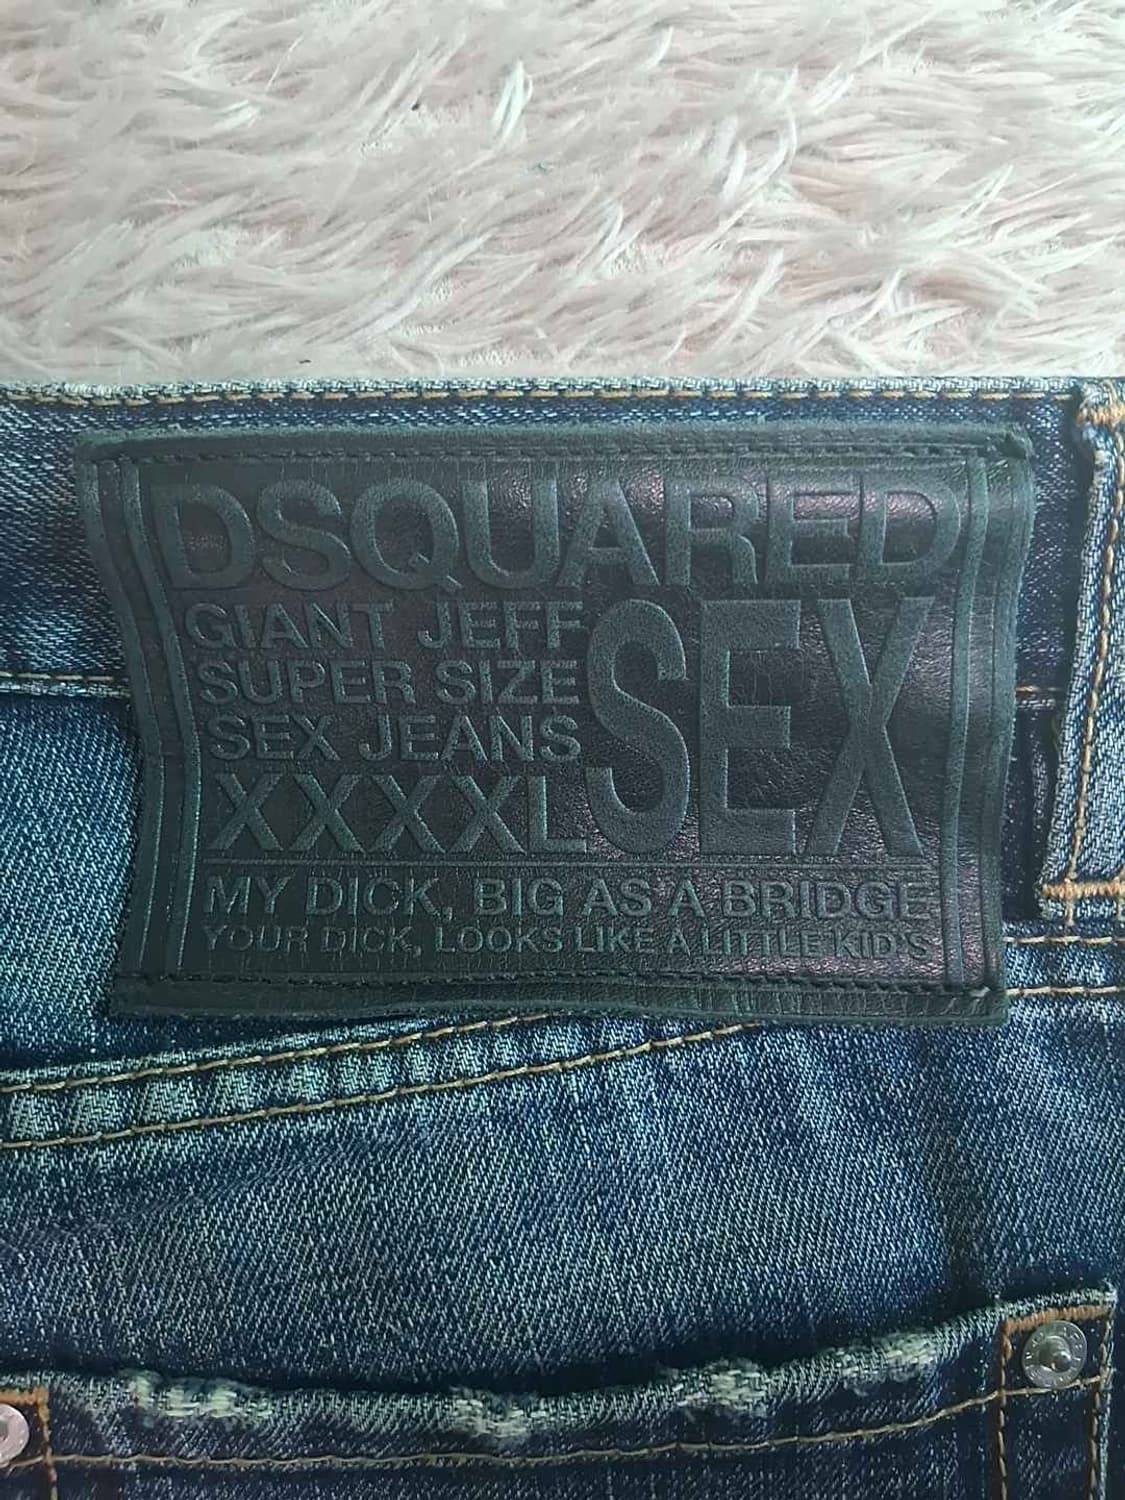 DSQUARED
GIANT JEFF
SUPER SIZE
SEX JEANS
XXXXL
SEX
MY DICK, BIG AS A BRIDGE
YOUR DICK, LOOKS LIKE A LITTLE KID'S